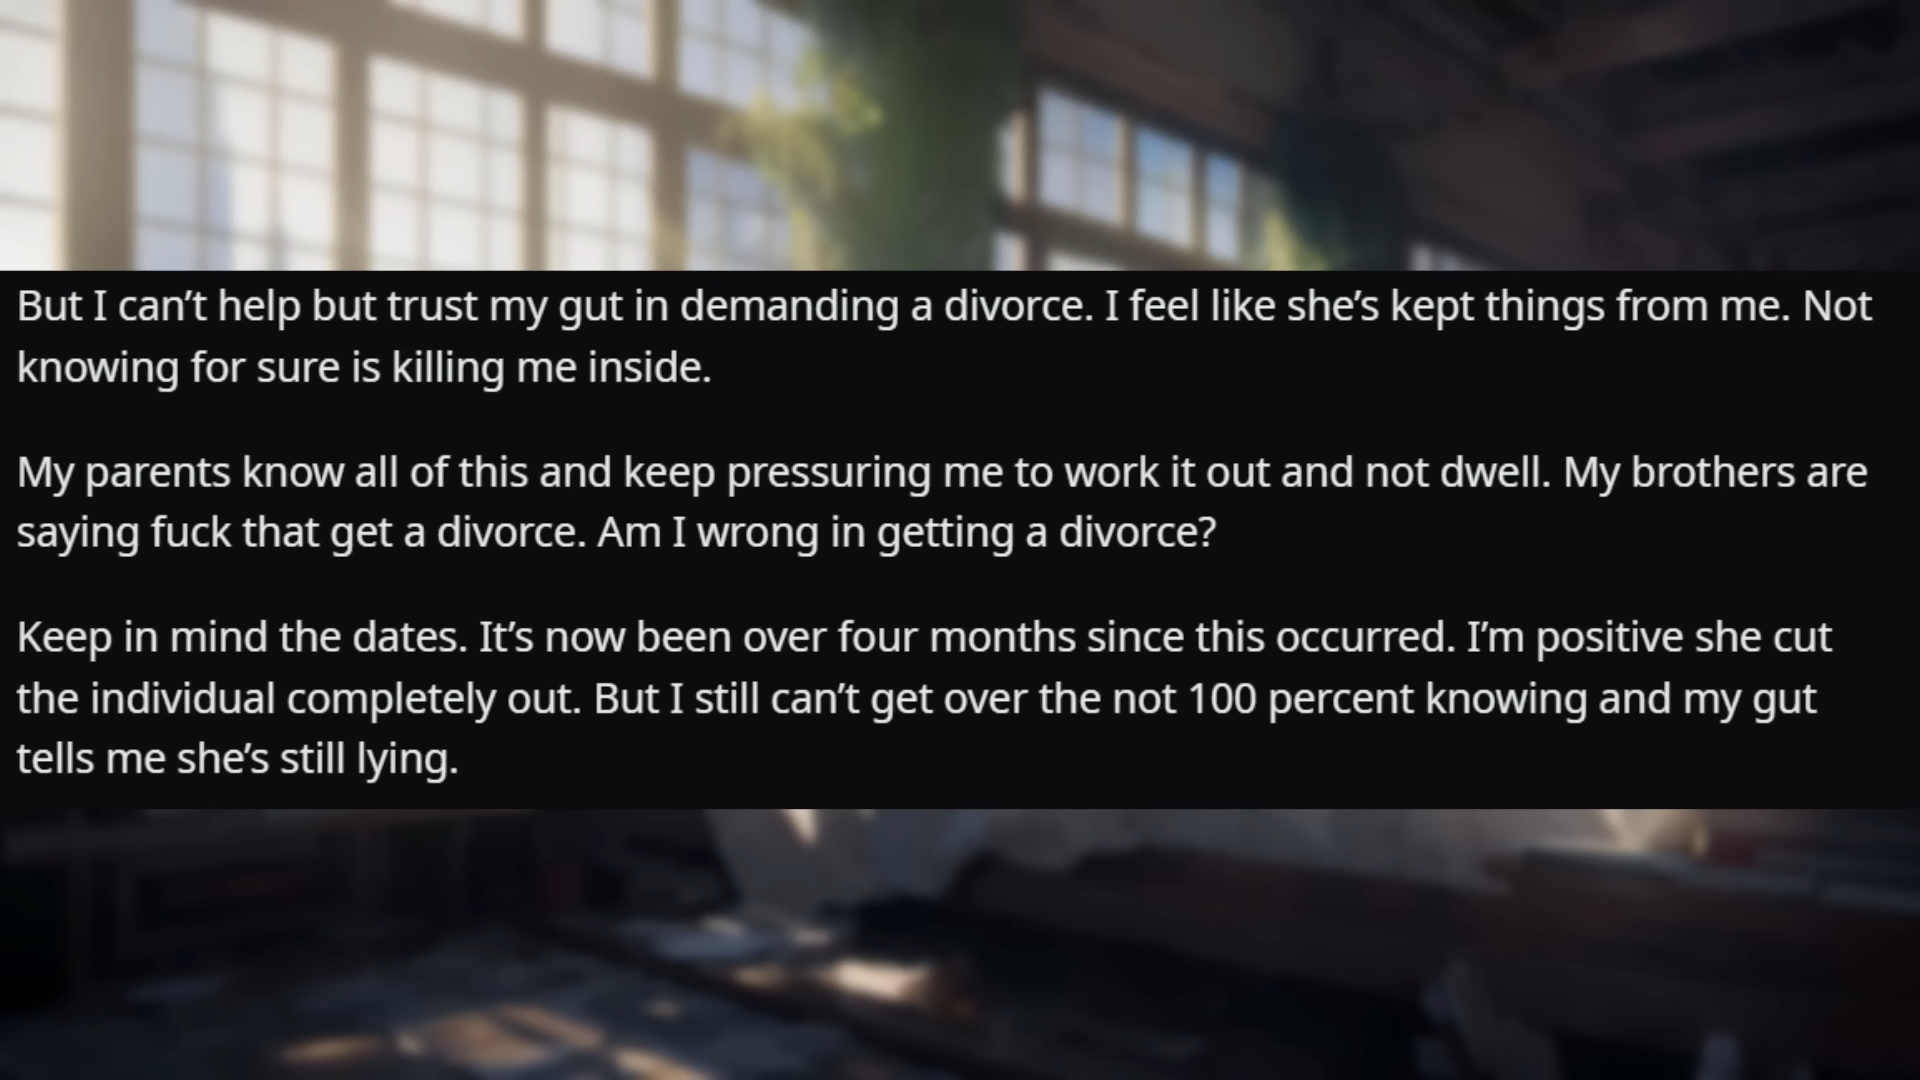 But I can’t help but trust my gut in demanding a divorce. I feel like she’s kept things from me. Not
knowing for sure is killing me inside.
My parents know all of this and keep pressuring me to work it out and not dwell. My brothers are
saying fuck that get a divorce. Am I wrong in getting a divorce?
Keep in mind the dates. It’s now been over four months since this occurred. I’m positive she cut
the individual completely out. But I still can’t get over the not 100 percent knowing and my gut
tells me she’s still lying.